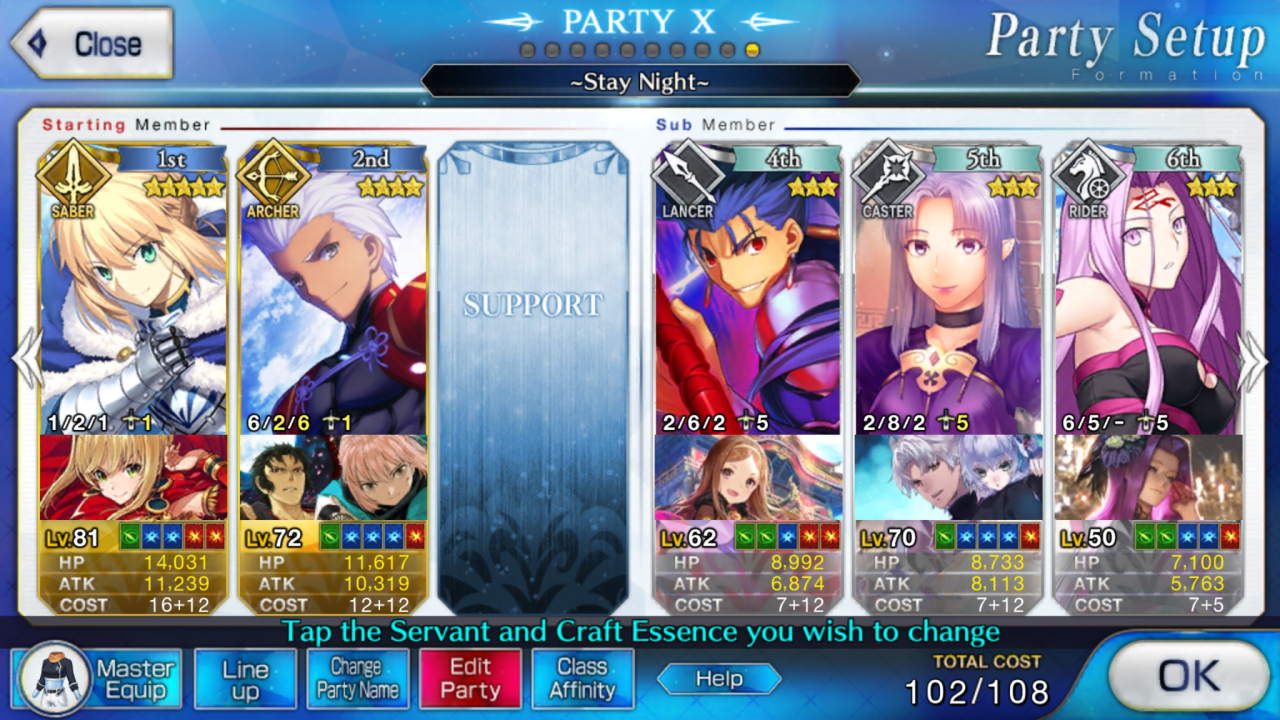 Close
PARTY X
~Stay Night~
Party Setup
Formation
Starting Member
Sub Member
1st
SABER
1/2/1 1
Lv.81
HP 14,031
ATK 11,239
COST 16+12
2nd
ARCHER
6/2/6 1
Lv.72
HP 11,617
ATK 10,319
COST 12+12
SUPPORT
4th
LANCER
2/6/2 5
Lv.62
HP 8,992
ATK 6,874
COST 7+12
5th
CASTER
2/8/2 5
Lv.70
HP 8,733
ATK 8,113
COST 7+12
6th
RIDER
6/5/- 5
Lv.50
HP 7,100
ATK 5,763
COST 7+5
Tap the Servant and Craft Essence you wish to change
Master
Equip
Line
up
Change
Party Name
Edit
Party
Class
Affinity
Help
TOTAL COST
102/108
OK